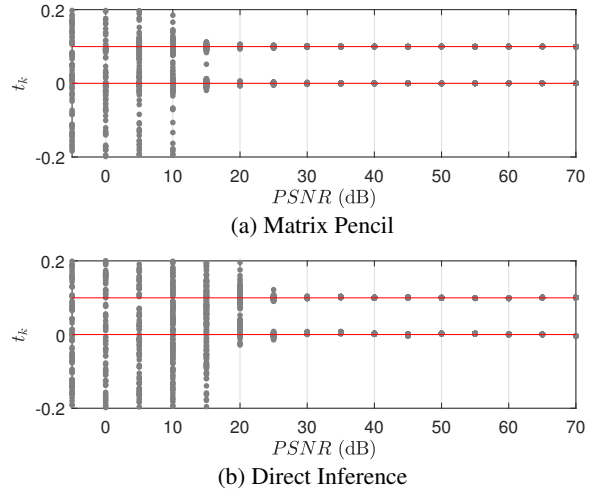 0.2
0
-0.2
t_k
0 10 20 30 40 50 60 70
PSNR (dB)
(a) Matrix Pencil
0.2
0
-0.2
t_k
0 10 20 30 40 50 60 70
PSNR (dB)
(b) Direct Inference